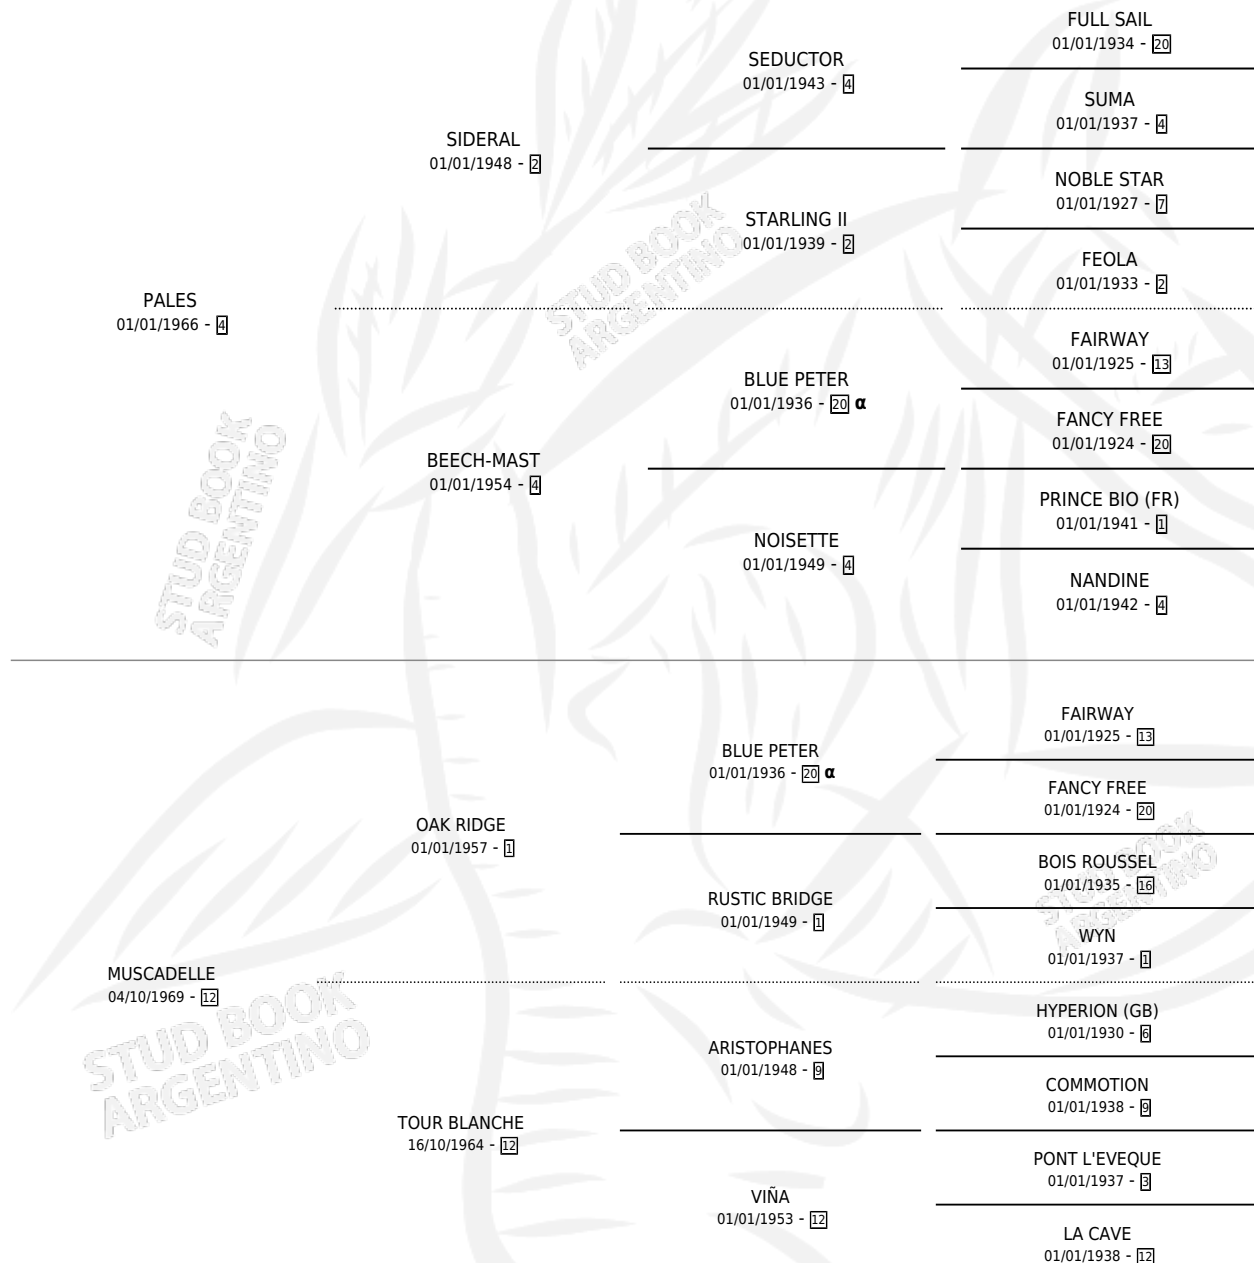 FULL SAIL
01/01/1934 - 20
SEDUCTOR
01/01/1943 - 4
SUMA
01/01/1937 - 4
SIDERAL
01/01/1948 - 2
NOBLE STAR
01/01/1927 - 7
STARLING II
01/01/1939 - 2
FEOLA
01/01/1933 - 2
PALES
01/01/1966 - 4
STUD BOOK
ARGENTINO
FAIRWAY
01/01/1925 - 13
BLUE PETER
01/01/1936 - 20 α
FANCY FREE
01/01/1924 - 20
BEECH-MAST
01/01/1954 - 4
PRINCE BIO (FR)
01/01/1941 - 1
NOISETTE
01/01/1949 - 4
NANDINE
01/01/1942 - 4
STUD BOOK
ARGENTINO
FAIRWAY
01/01/1925 - 13
BLUE PETER
01/01/1936 - 20 α
FANCY FREE
01/01/1924 - 20
OAK RIDGE
01/01/1957 - 1
BOIS ROUSSEL
01/01/1935 - 16
RUSTIC BRIDGE
01/01/1949 - 1
STUD BOOK
ARGENTINO
WYN
01/01/1937 - 1
MUSCADELLE
04/10/1969 - 12
HYPERION (GB)
01/01/1930 - 6
ARISTOPHANES
01/01/1948 - 9
STUD BOOK
ARGENTINO
COMMOTION
01/01/1938 - 9
TOUR BLANCHE
16/10/1964 - 12
PONT L'EVEQUE
01/01/1937 - 3
VIÑA
01/01/1953 - 12
LA CAVE
01/01/1938 - 12